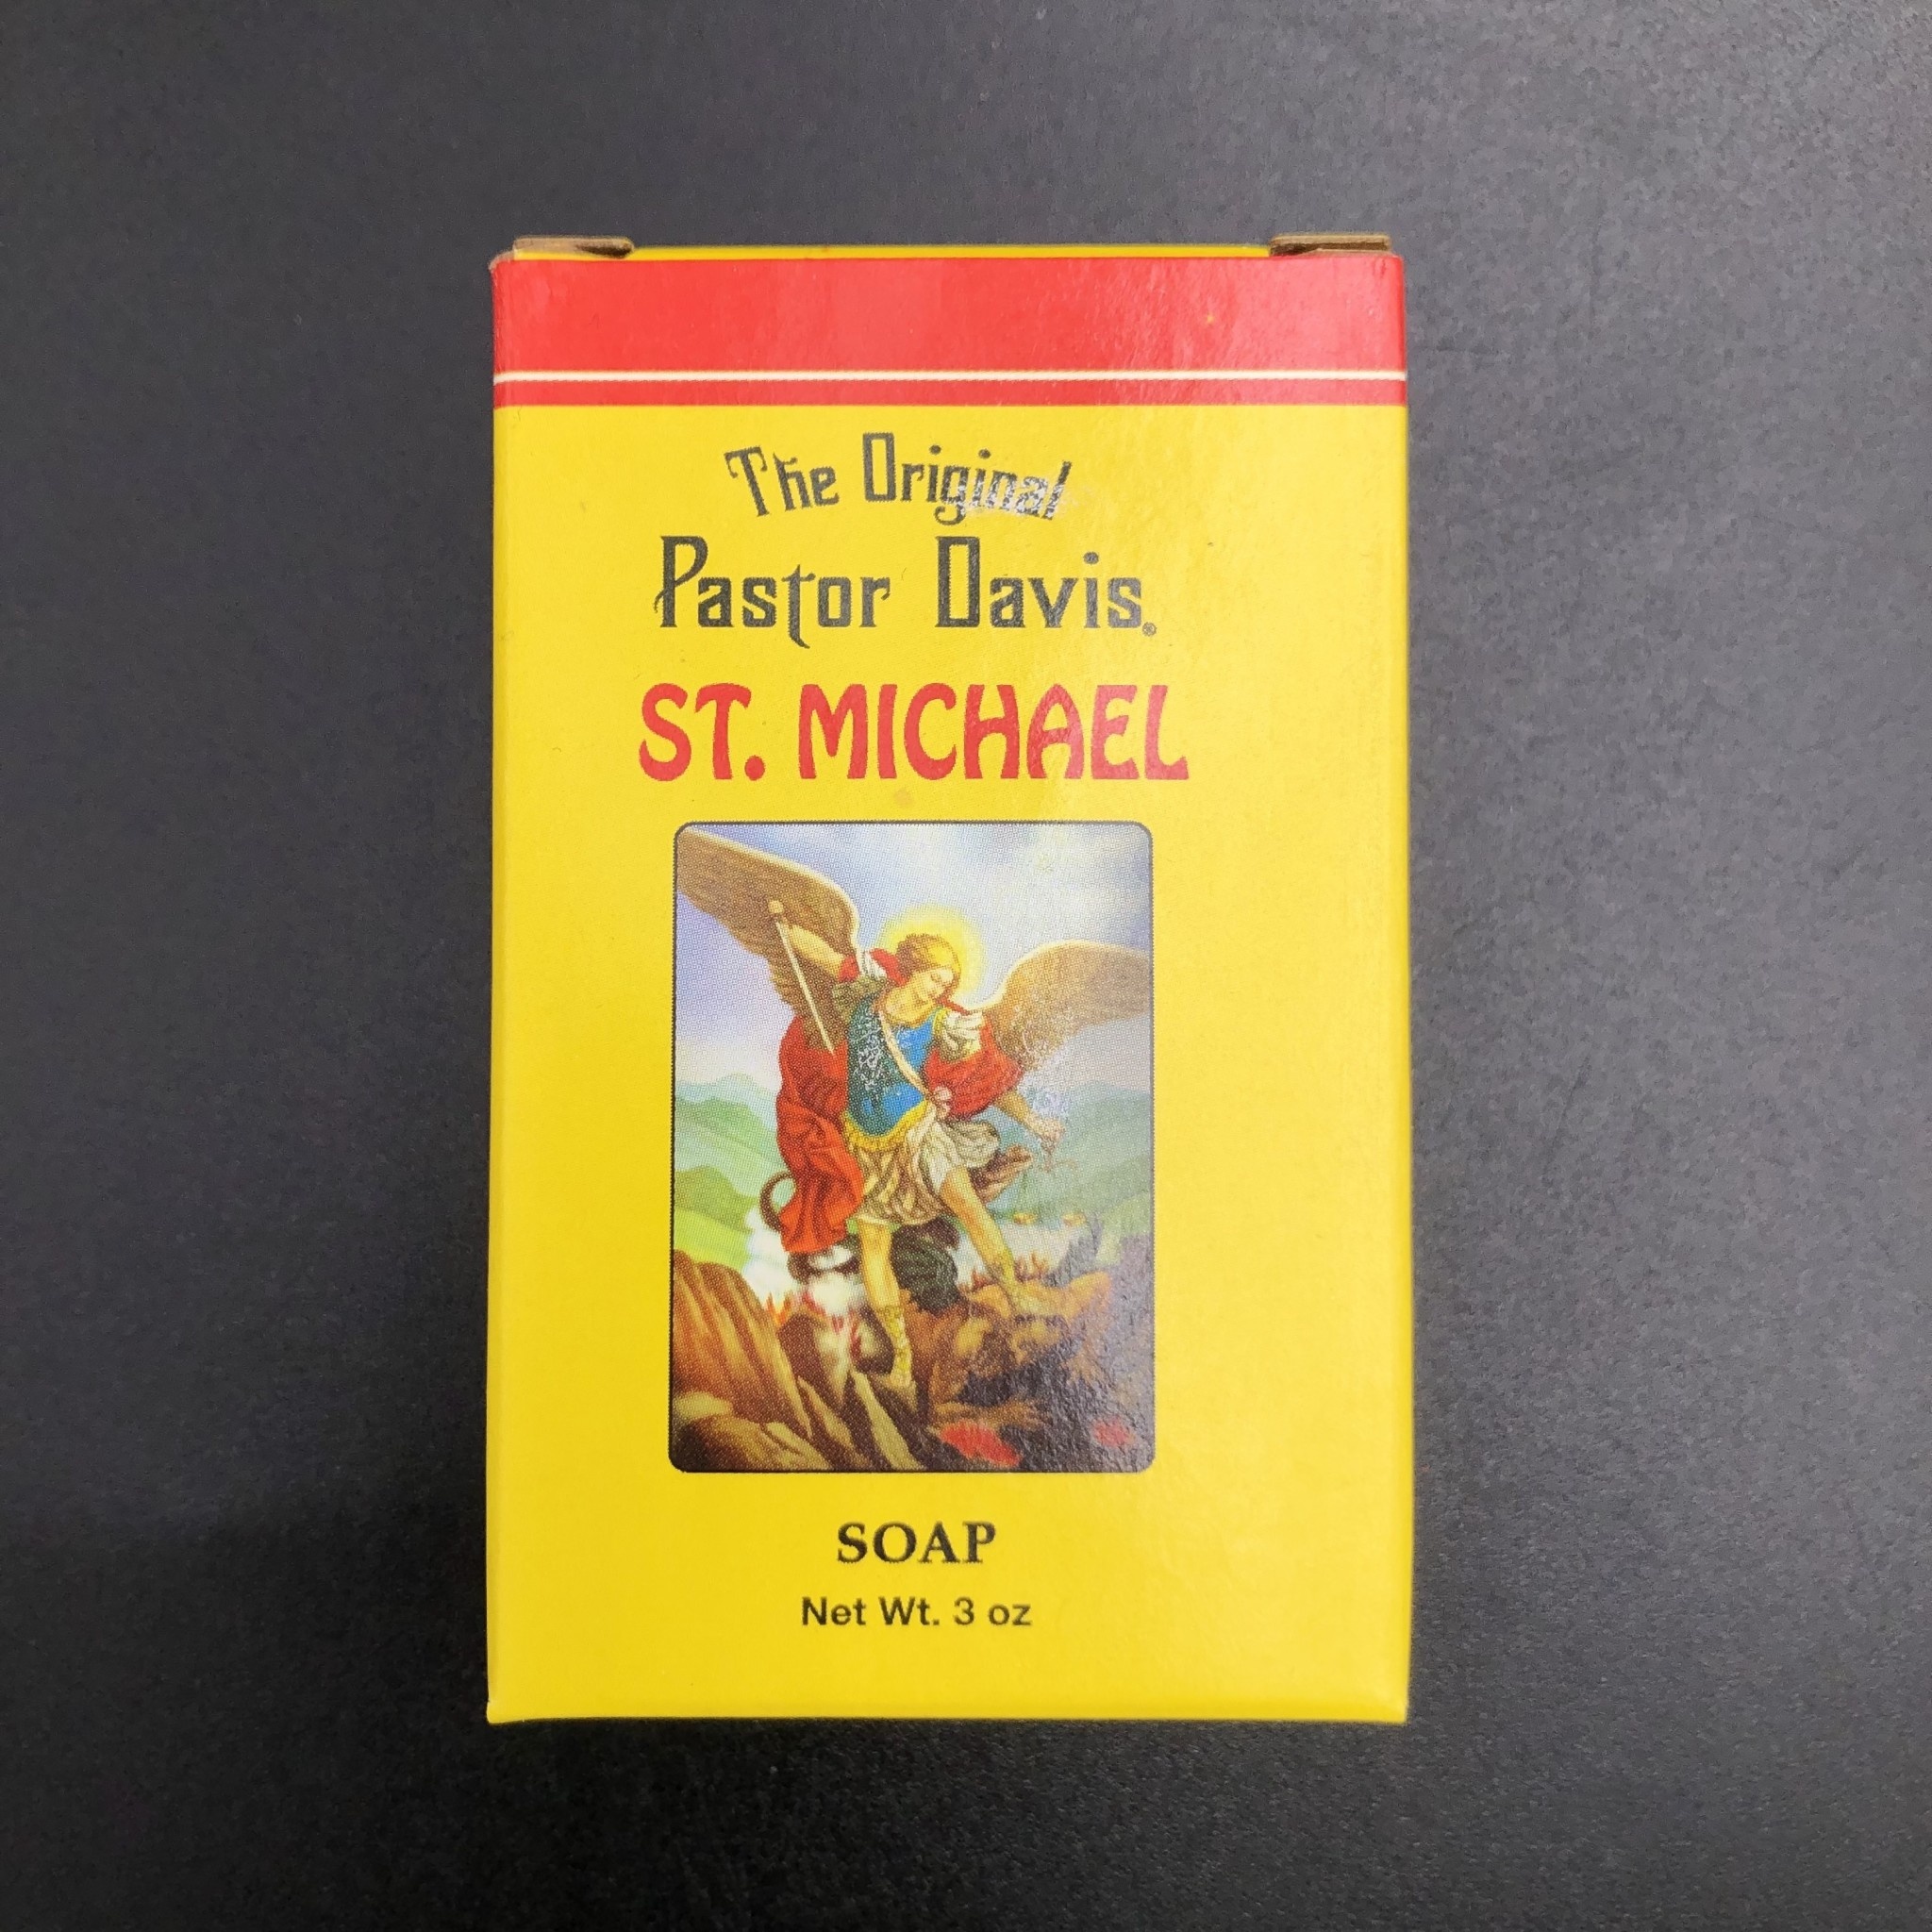 The Original
Pastor Davis®
ST. MICHAEL
SOAP
Net Wt. 3 oz